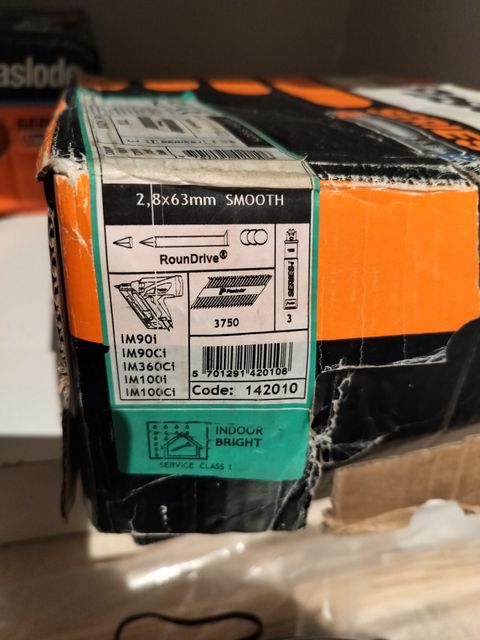 aslode
2,8x63mm SMOOTH
RounDrive®
3750
3
IM90i
IM90Ci
IM360Ci
IM100i
IM100Ci
5 701291 420106
Code: 142010
INDOOR
BRIGHT
SERVICE CLASS 1